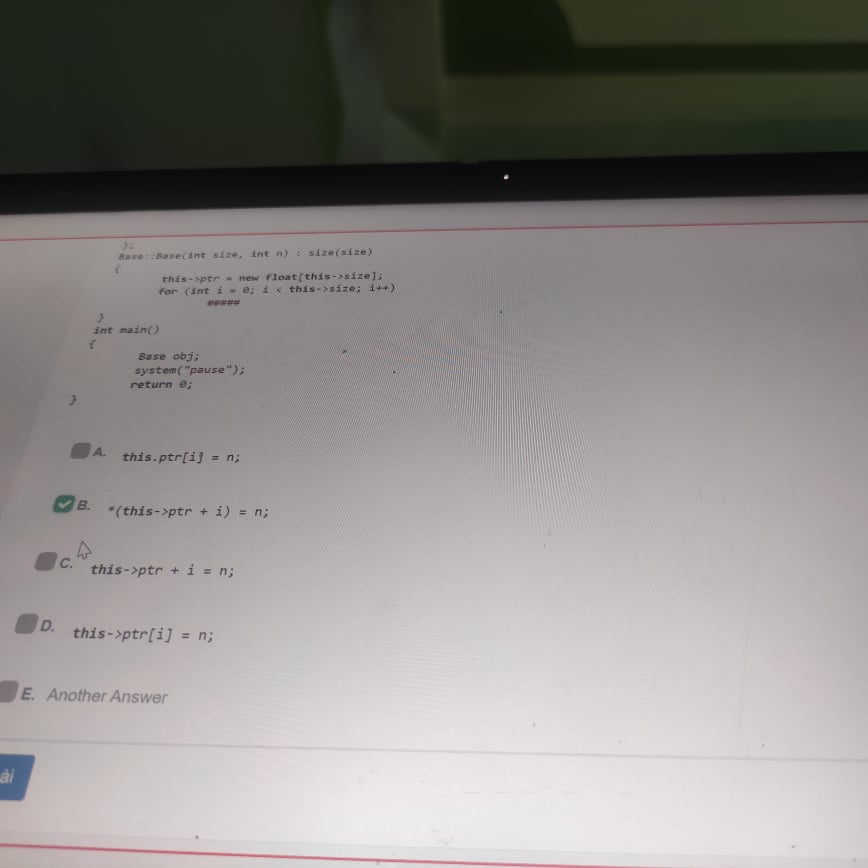 };
Base::Base(int size, int n) : size(size)
{
this->ptr = new float[this->size];
for (int i = 0; i < this->size; i++)
#####
}
int main()
{
Base obj;
system("pause");
return 0;
}
A. this.ptr[i] = n;
B. *(this->ptr + i) = n;
C. this->ptr + i = n;
D. this->ptr[i] = n;
E. Another Answer
ài